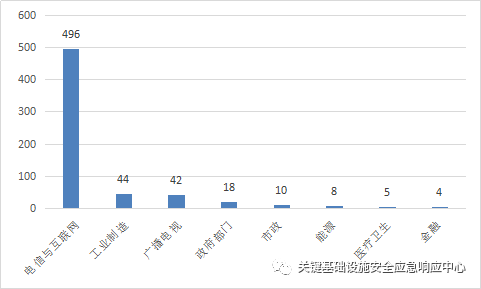 600
500
400
300
200
100
0
496
44
42
18
10
8
5
4
电信与互联网
工业制造
广播电视
政府部门
市政
能源
医疗卫生
金融
关键基础设施安全应急响应中心